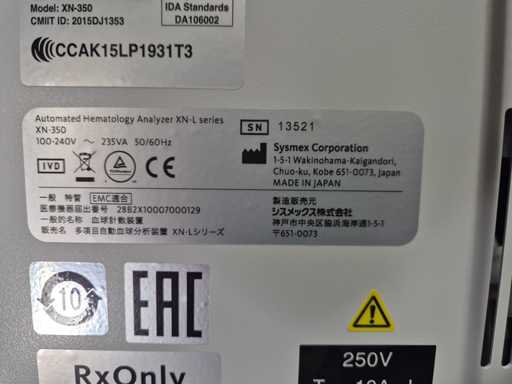 Model: XN-350
CMIIT ID: 2015DJ1353
CCAK15LP1931T3
IDA Standards
DA106002
Automated Hematology Analyzer XN-L series
XN-350
100-240V ～ 235VA 50/60Hz
IVD
CE
SN 13521
Sysmex Corporation
1-5-1 Wakinohama-Kaigandori,
Chuo-ku, Kobe 651-0073, Japan
MADE IN JAPAN
一般 特管 EMC適合
医療機器届出番号 28B2X10007000129
一般的名称 血球計数装置
販売名 多項目自動血球分析装置 XN-Lシリーズ
製造販売元
シスメックス株式会社
神戸市中央区脇浜海岸通1-5-1
〒651-0073
10
EAC
RxOnly
250V